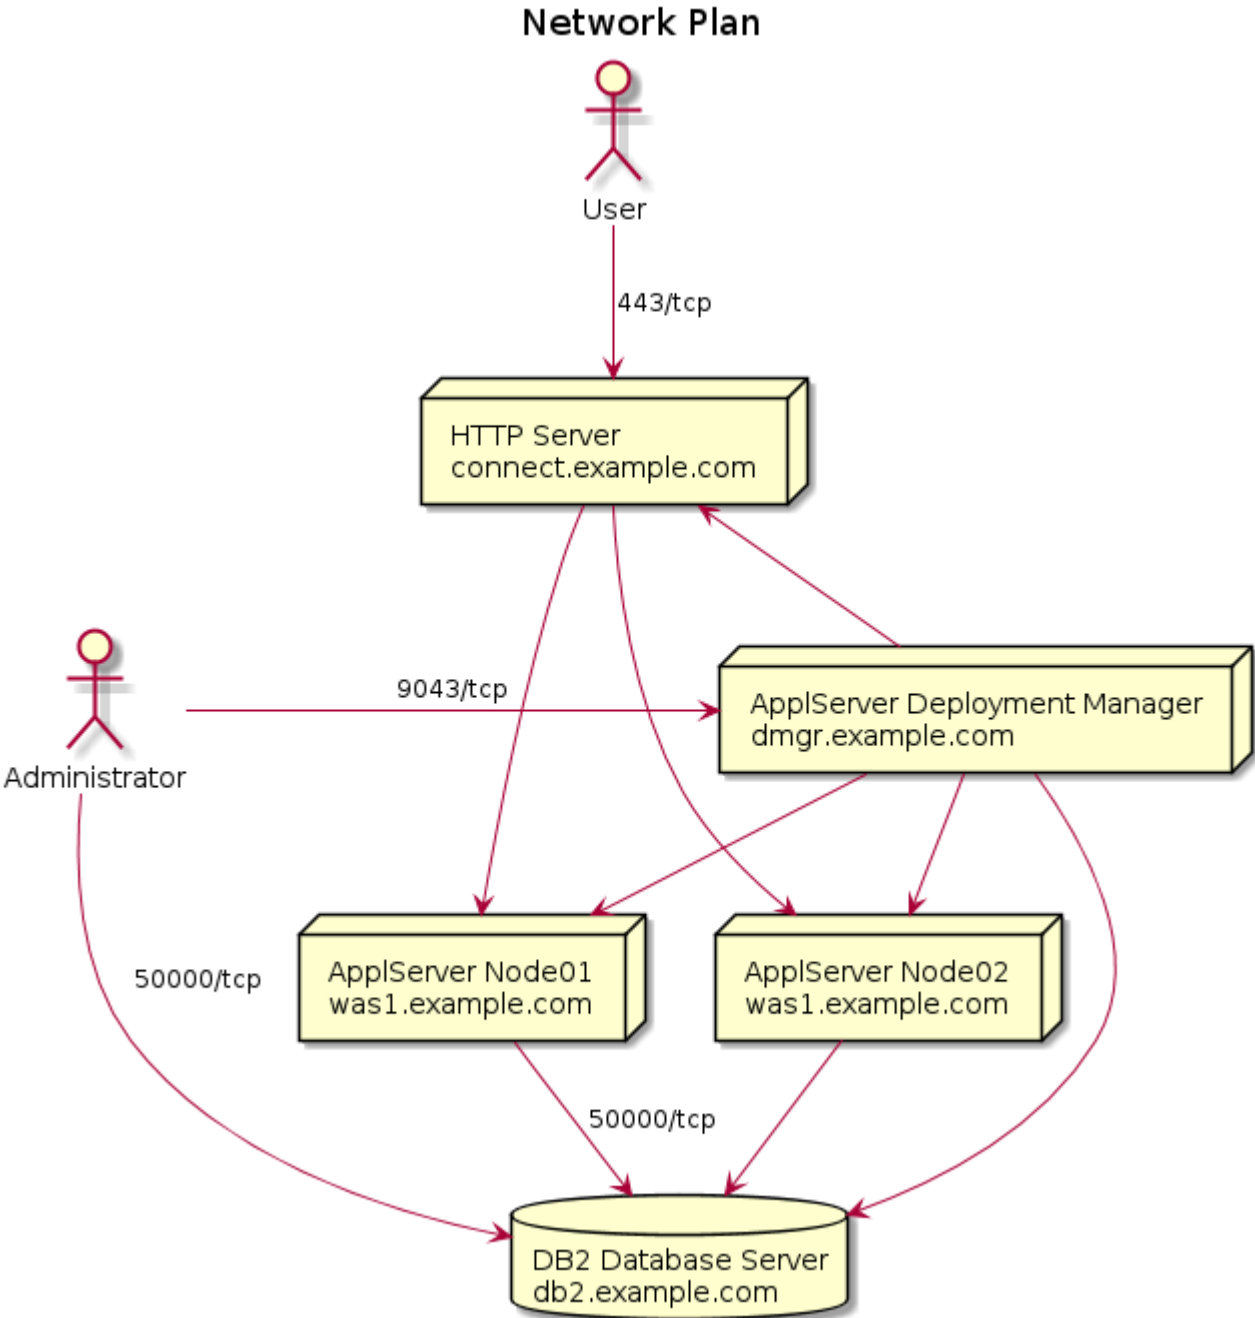 Network Plan
User
443/tcp
HTTP Server
connect.example.com
9043/tcp
ApplServer Deployment Manager
dmgr.example.com
Administrator
50000/tcp
ApplServer Node01
was1.example.com
ApplServer Node02
was1.example.com
50000/tcp
DB2 Database Server
db2.example.com